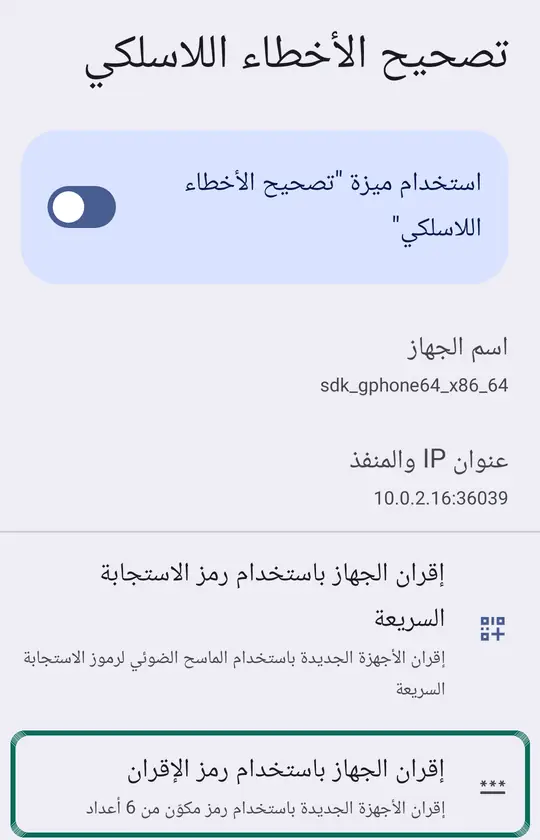 تصحيح الأخطاء اللاسلكي
استخدام ميزة "تصحيح الأخطاء
اللاسلكي"
اسم الجهاز
sdk_gphone64_x86_64
عنوان IP والمنفذ
10.0.2.16:36039
إقران الجهاز باستخدام رمز الاستجابة
السريعة
إقران الأجهزة الجديدة باستخدام الماسح الضوئي لرموز الاستجابة
السريعة
إقران الجهاز باستخدام رمز الإقران
إقران الأجهزة الجديدة باستخدام رمز مكوّن من 6 أعداد